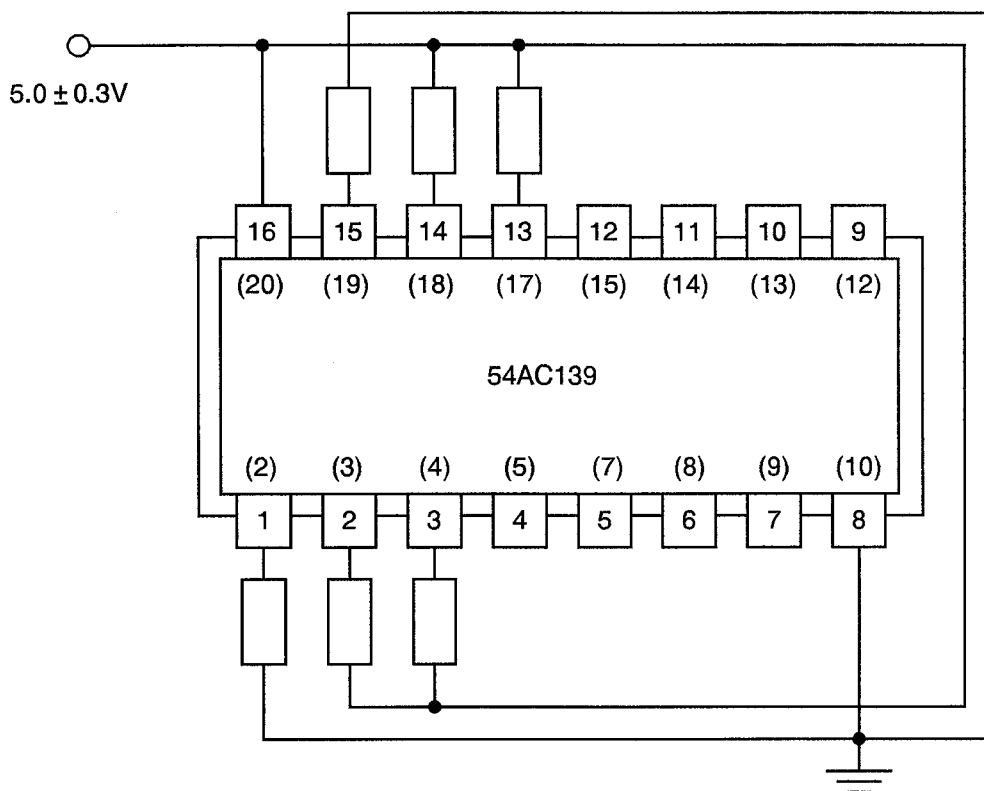 5.0 ± 0.3V
16 15 14 13 12 11 10 9
(20) (19) (18) (17) (15) (14) (13) (12)
54AC139
(2) (3) (4) (5) (7) (8) (9) (10)
1 2 3 4 5 6 7 8